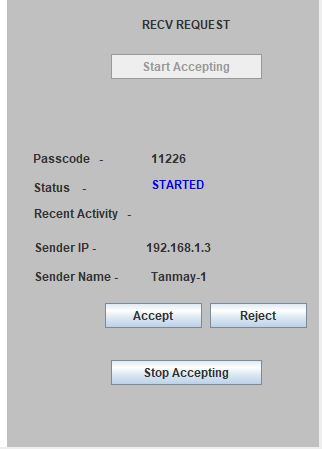 RECV REQUEST
Start Accepting
Passcode - 11226
Status - STARTED
Recent Activity -
Sender IP - 192.168.1.3
Sender Name - Tanmay-1
Accept Reject
Stop Accepting